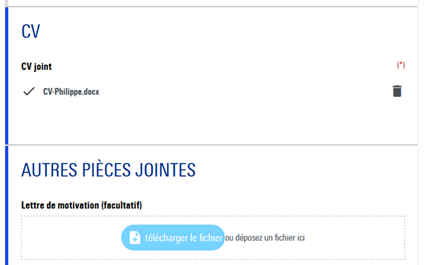 CV
CV joint (*)
CV-Philippe.docx
AUTRES PIÈCES JOINTES
Lettre de motivation (facultatif)
télécharger le fichier ou déposez un fichier ici